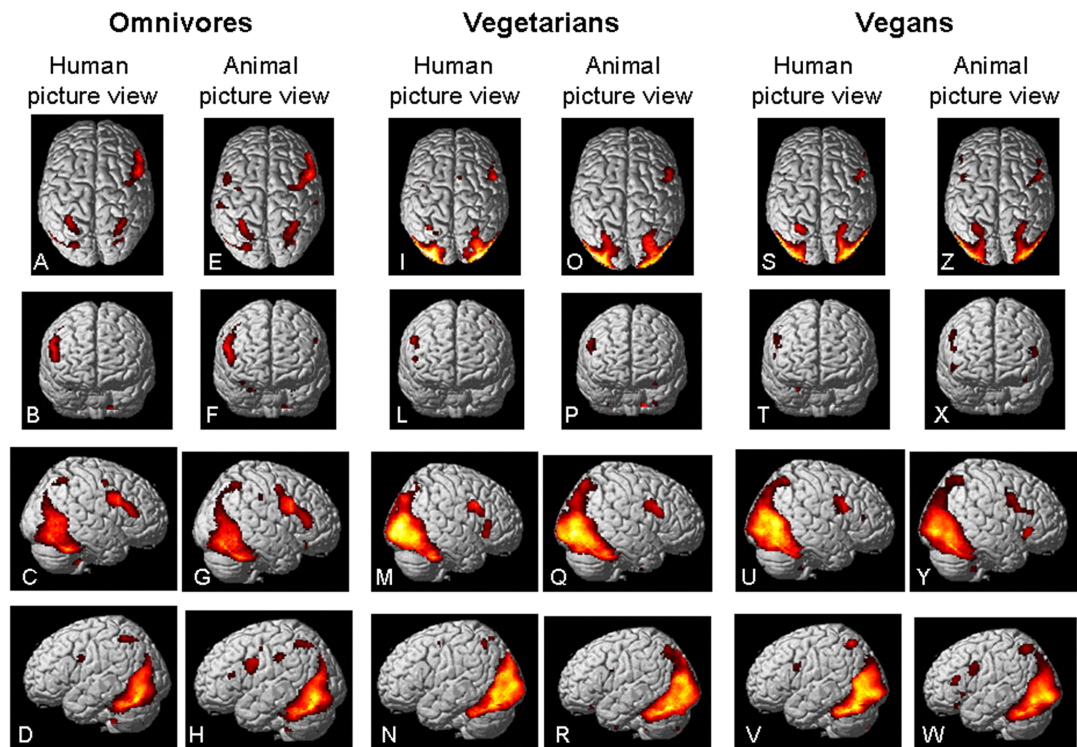 Omnivores Vegetarians Vegans
Human Animal Human Animal Human Animal
picture view picture view picture view picture view picture view picture view
A E I O S Z
B F L P T X
C G M Q U Y
D H N R V W